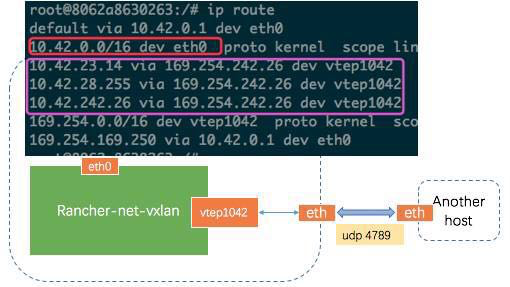 root@8062a8630263:/# ip route
default via 10.42.0.1 dev eth0
10.42.0.0/16 dev eth0 proto kernel scope lin
10.42.23.14 via 169.254.242.26 dev vtep1042
10.42.28.255 via 169.254.242.26 dev vtep1042
10.42.242.26 via 169.254.242.26 dev vtep1042
169.254.0.0/16 dev vtep1042 proto kernel sco
169.254.169.250 via 10.42.0.1 dev eth0
eth0
Rancher-net-vxlan
vtep1042
eth
udp 4789
eth
Another
host